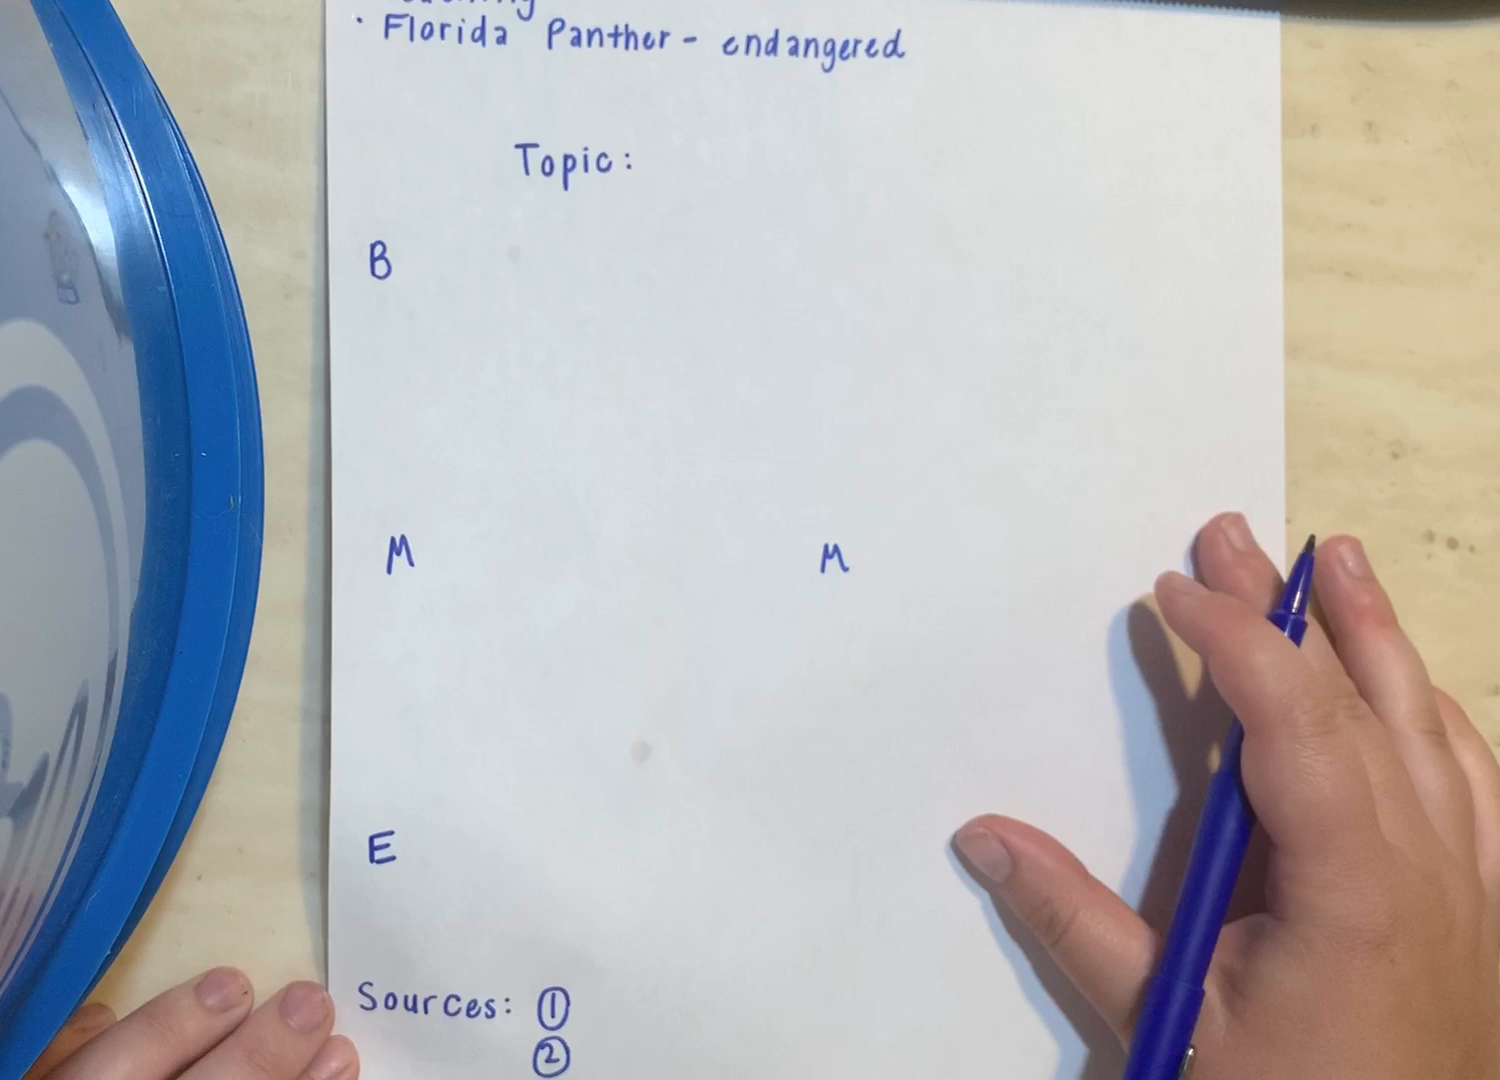 · Florida Panther - endangered
Topic:
B
M M
E
Sources: ①
②